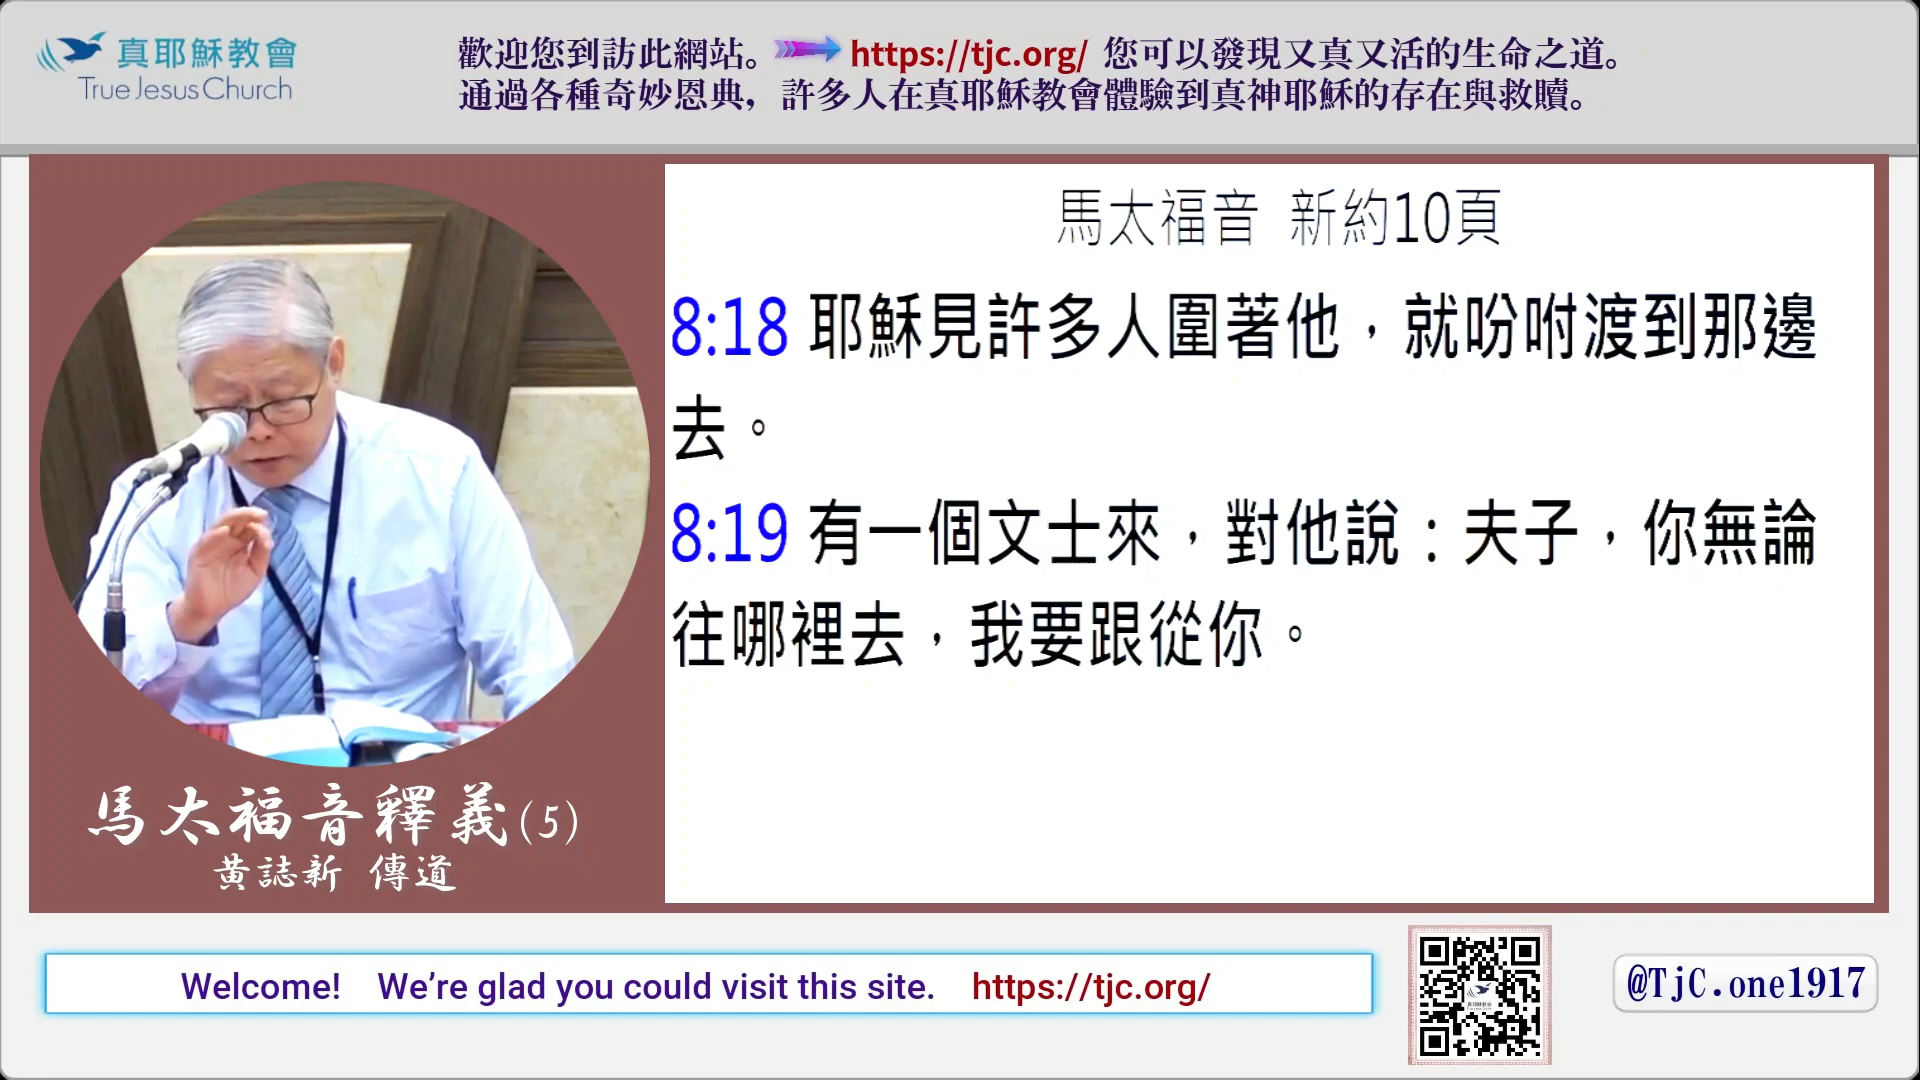 真耶穌教會
True Jesus Church
歡迎您到訪此網站。 https://tjc.org/ 您可以發現又真又活的生命之道。
通過各種奇妙恩典，許多人在真耶穌教會體驗到真神耶穌的存在與救贖。
馬太福音 新約10頁
8:18 耶穌見許多人圍著他，就吩咐渡到那邊
去。
8:19 有一個文士來，對他說：夫子，你無論
往哪裡去，我要跟從你。
馬太福音釋義(5)
黃誌新 傳道
Welcome! We’re glad you could visit this site. https://tjc.org/
@TjC.one1917